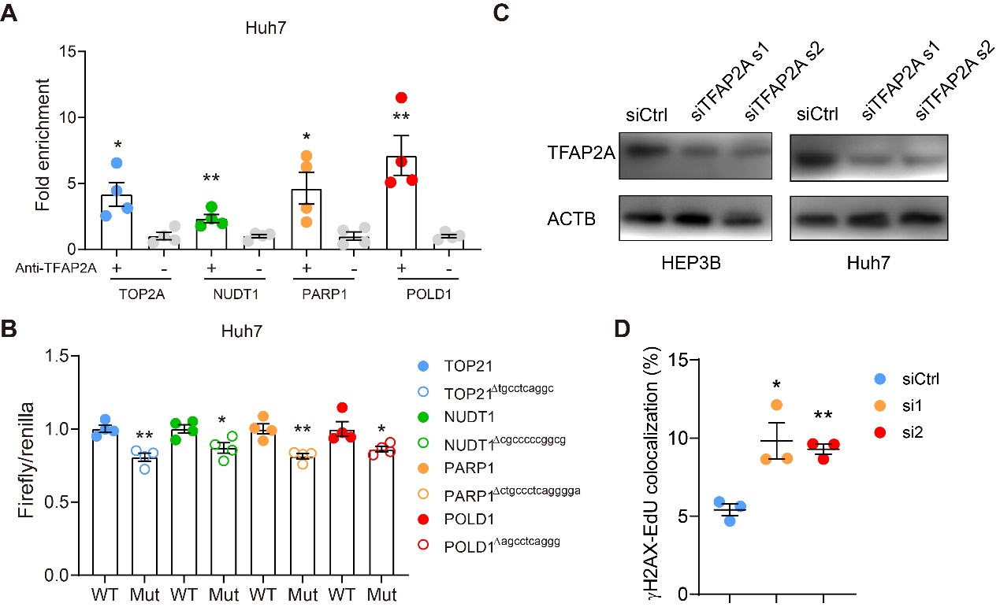 A
Huh7
Fold enrichment
15
10
5
0
*
**
*
**
Anti-TFAP2A + - + - + - + -
TOP2A NUDT1 PARP1 POLD1
B
Huh7
Firefly/renilla
1.5
1.0
0.5
0.0
** * ** *
WT Mut WT Mut WT Mut WT Mut
TOP21
TOP21Δtgcctcaggc
NUDT1
NUDT1Δcgcccccggcg
PARP1
PARP1Δctgccctcagggga
POLD1
POLD1Δagcctcaggg
C
siCtrl siTFAP2A s1 siTFAP2A s2 siCtrl siTFAP2A s1 siTFAP2A s2
TFAP2A
ACTB
HEP3B Huh7
D
γH2AX-EdU colocalization (%)
15
10
5
0
* **
siCtrl
si1
si2